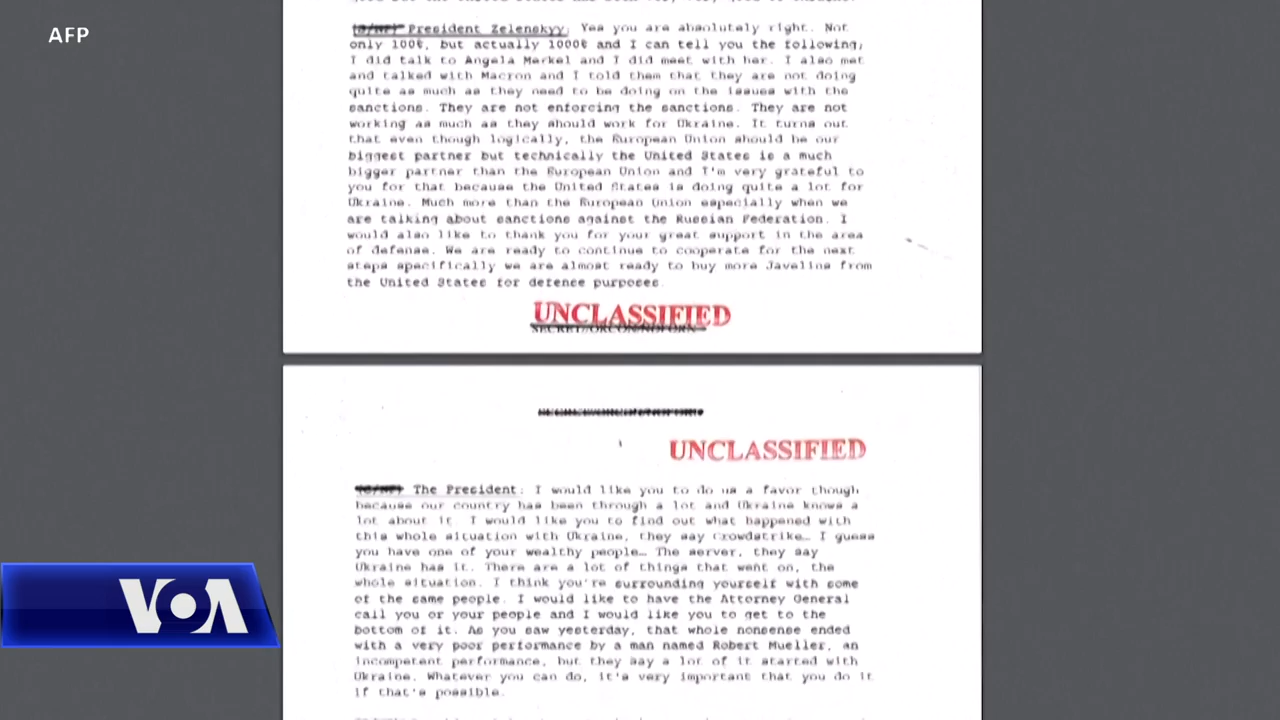 AFP
President Zelenskyy: Yes you are absolutely right. Not
only 100%, but actually 1000% and I can tell you the following;
I did talk to Angela Merkel and I did meet with her. I also met
and talked with Macron and I told them that they are not doing
quite as much as they need to be doing on the issues with the
sanctions. They are not enforcing the sanctions. They are not
working as much as they should work for Ukraine. It turns out
that even though logically, the European Union should be our
biggest partner but technically the United States is a much
bigger partner than the European Union and I'm very grateful to
you for that because the United States is doing quite a lot for
Ukraine. Much more than the European Union especially when we
are talking about sanctions against the Russian Federation. I
would also like to thank you for your great support in the area
of defense. We are ready to continue to cooperate for the next
steps specifically we are almost ready to buy more Javelins from
the United States for defense purposes.
UNCLASSIFIED
SECRET//ORCON/NOFORN
UNCLASSIFIED
The President: I would like you to do us a favor though
because our country has been through a lot and Ukraine knows a
lot about it. I would like you to find out what happened with
this whole situation with Ukraine, they say Crowdstrike… I guess
you have one of your wealthy people… The server, they say
Ukraine has it. There are a lot of things that went on, the
whole situation. I think you're surrounding yourself with some
of the same people. I would like to have the Attorney General
call you or your people and I would like you to get to the
bottom of it. As you saw yesterday, that whole nonsense ended
with a very poor performance by a man named Robert Mueller, an
incompetent performance, but they say a lot of it started with
Ukraine. Whatever you can do, it's very important that you do it
if that's possible.
VOA